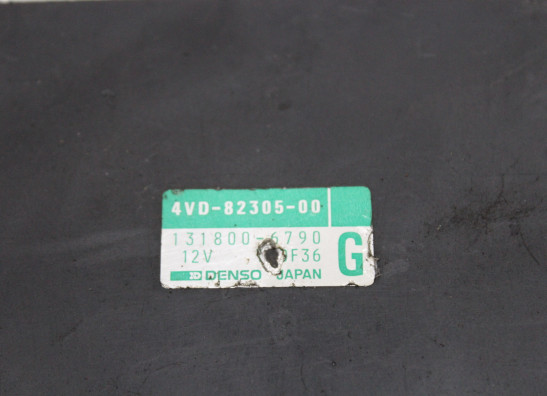 4VD-82305-00
131800-6790
12V F36 G
DENSO JAPAN